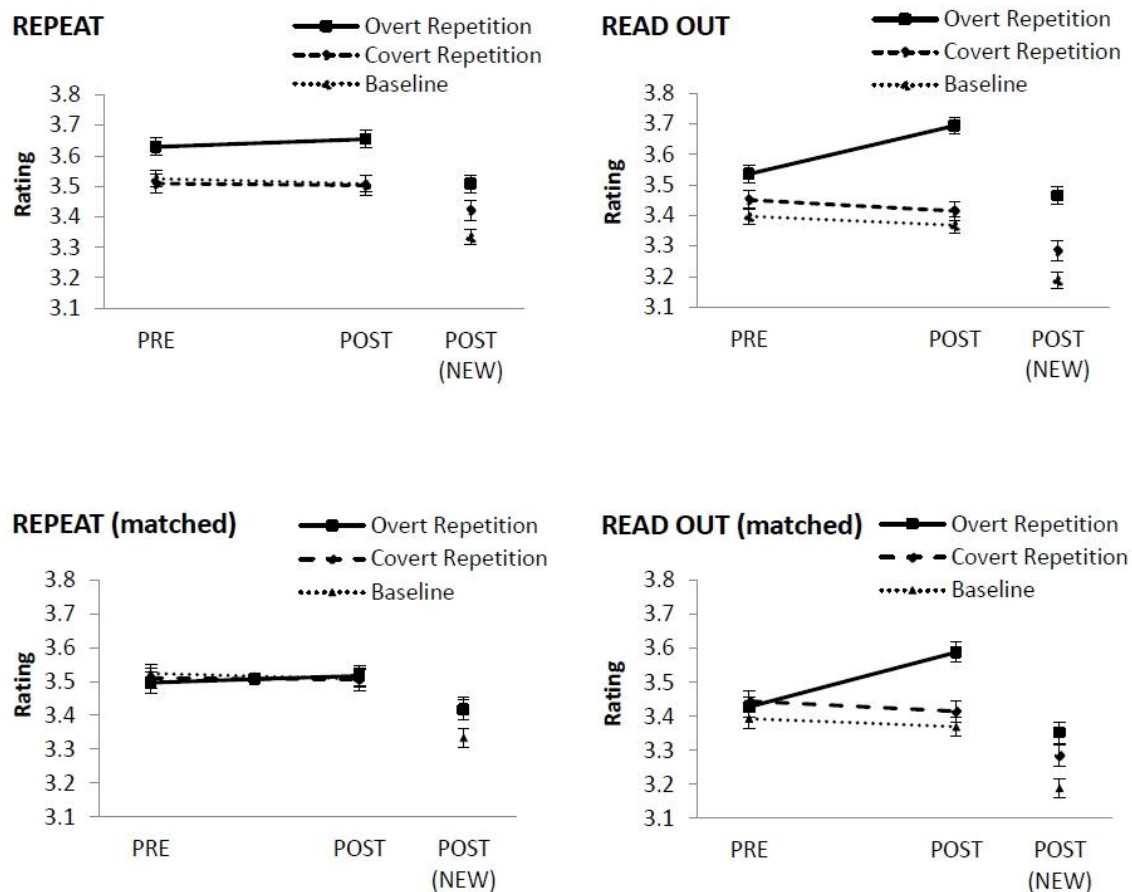 REPEAT
Overt Repetition
Covert Repetition
Baseline
Rating
3.8
3.7
3.6
3.5
3.4
3.3
3.2
3.1
PRE
POST
POST
(NEW)
READ OUT
Overt Repetition
Covert Repetition
Baseline
Rating
3.8
3.7
3.6
3.5
3.4
3.3
3.2
3.1
PRE
POST
POST
(NEW)
REPEAT (matched)
Overt Repetition
Covert Repetition
Baseline
Rating
3.8
3.7
3.6
3.5
3.4
3.3
3.2
3.1
PRE
POST
POST
(NEW)
READ OUT (matched)
Overt Repetition
Covert Repetition
Baseline
Rating
3.8
3.7
3.6
3.5
3.4
3.3
3.2
3.1
PRE
POST
POST
(NEW)